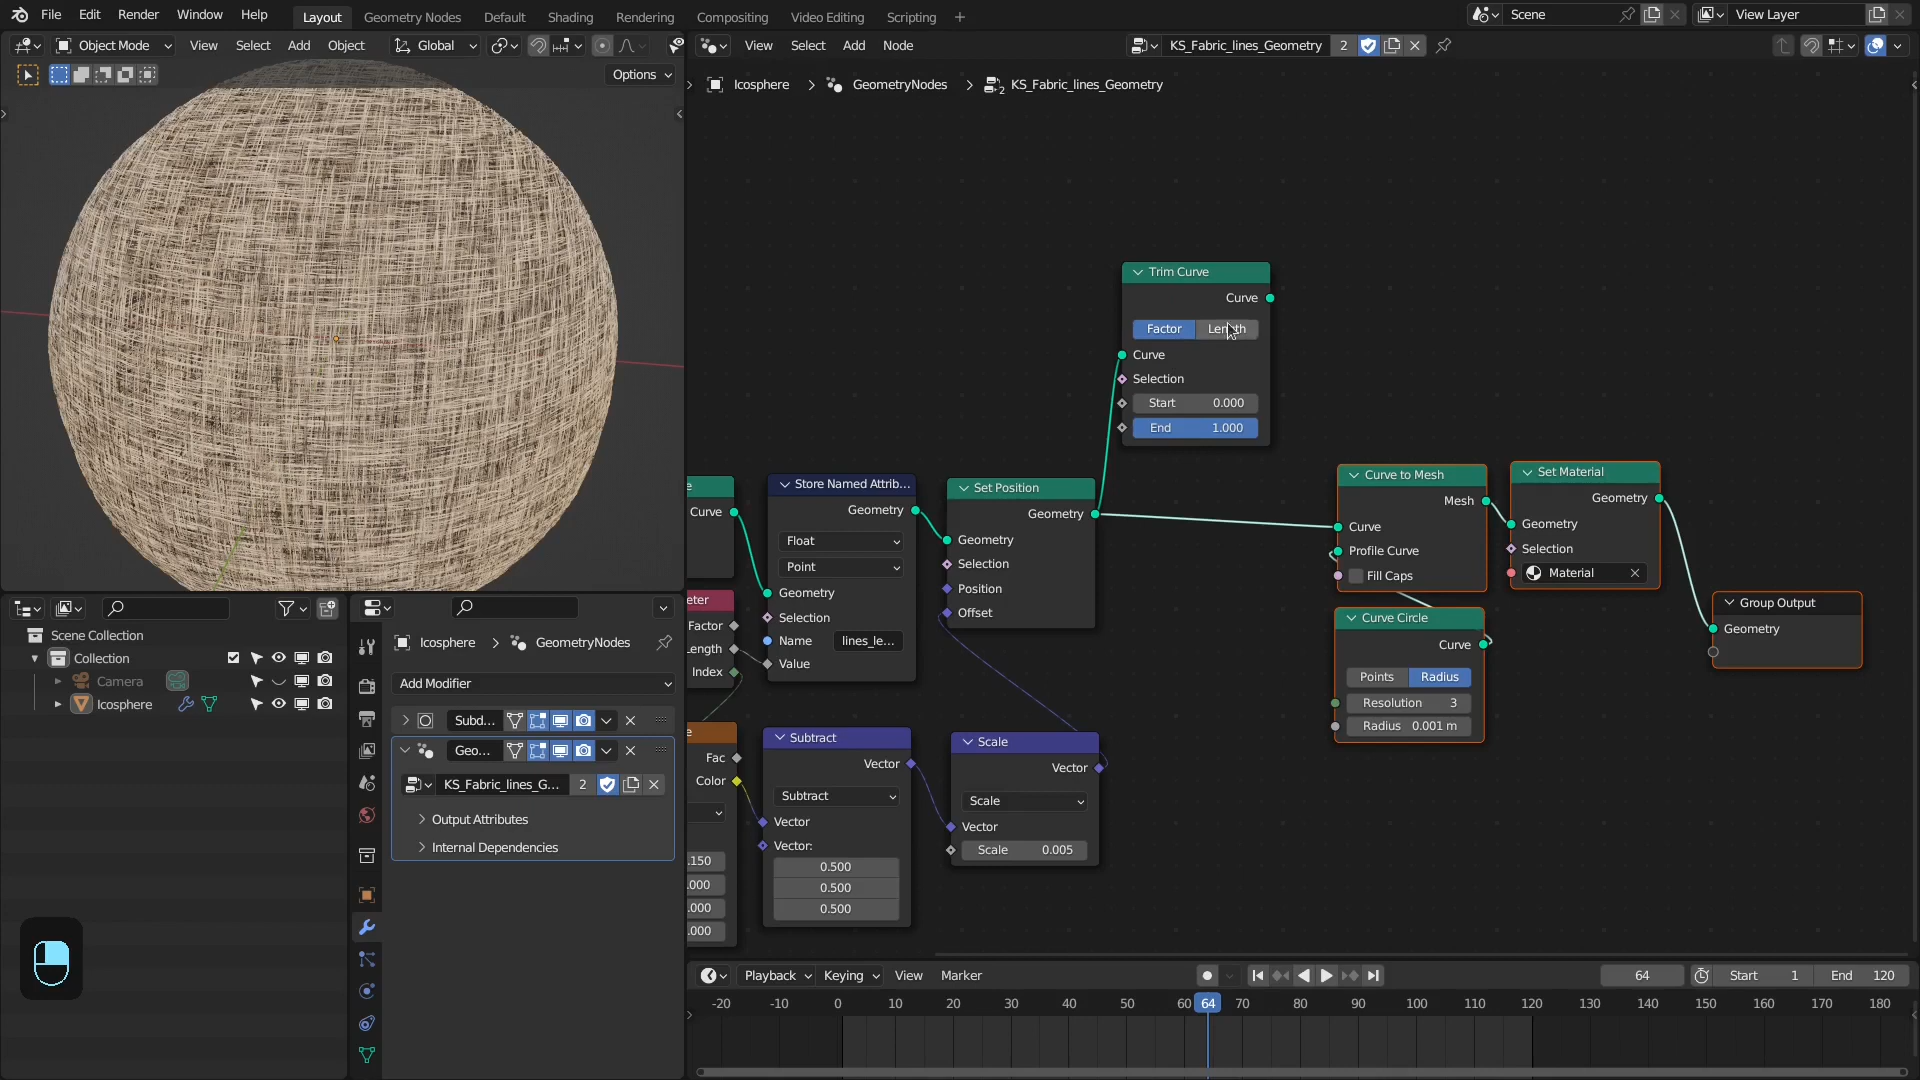 File Edit Render Window Help
Layout Geometry Nodes Default Shading Rendering Compositing Video Editing Scripting +
Scene
View Layer
Object Mode View Select Add Object Global
Options
View Select Add Node
KS_Fabric_lines_Geometry 2
Icosphere > GeometryNodes > KS_Fabric_lines_Geometry
Trim Curve
Curve
Factor Length
Curve
Selection
Start 0.000
End 1.000
e
Curve
eter
Factor
Length
Index
e
Fac
Color
.150
.000
.000
.000
Store Named Attrib...
Geometry
Float
Point
Geometry
Selection
Name lines_le...
Value
Set Position
Geometry
Geometry
Selection
Position
Offset
Subtract
Vector
Subtract
Vector
Vector:
0.500
0.500
0.500
Scale
Vector
Scale
Vector
Scale 0.005
Curve to Mesh
Mesh
Curve
Profile Curve
Fill Caps
Curve Circle
Curve
Points Radius
Resolution 3
Radius 0.001 m
Set Material
Geometry
Geometry
Selection
Material
Group Output
Geometry
Scene Collection
Collection
Camera
Icosphere
Icosphere > GeometryNodes
Add Modifier
Subd...
Geo...
KS_Fabric_lines_G... 2
Output Attributes
Internal Dependencies
Playback Keying View Marker
64 Start 1 End 120
-20 -10 0 10 20 30 40 50 60 64 70 80 90 100 110 120 130 140 150 160 170 180